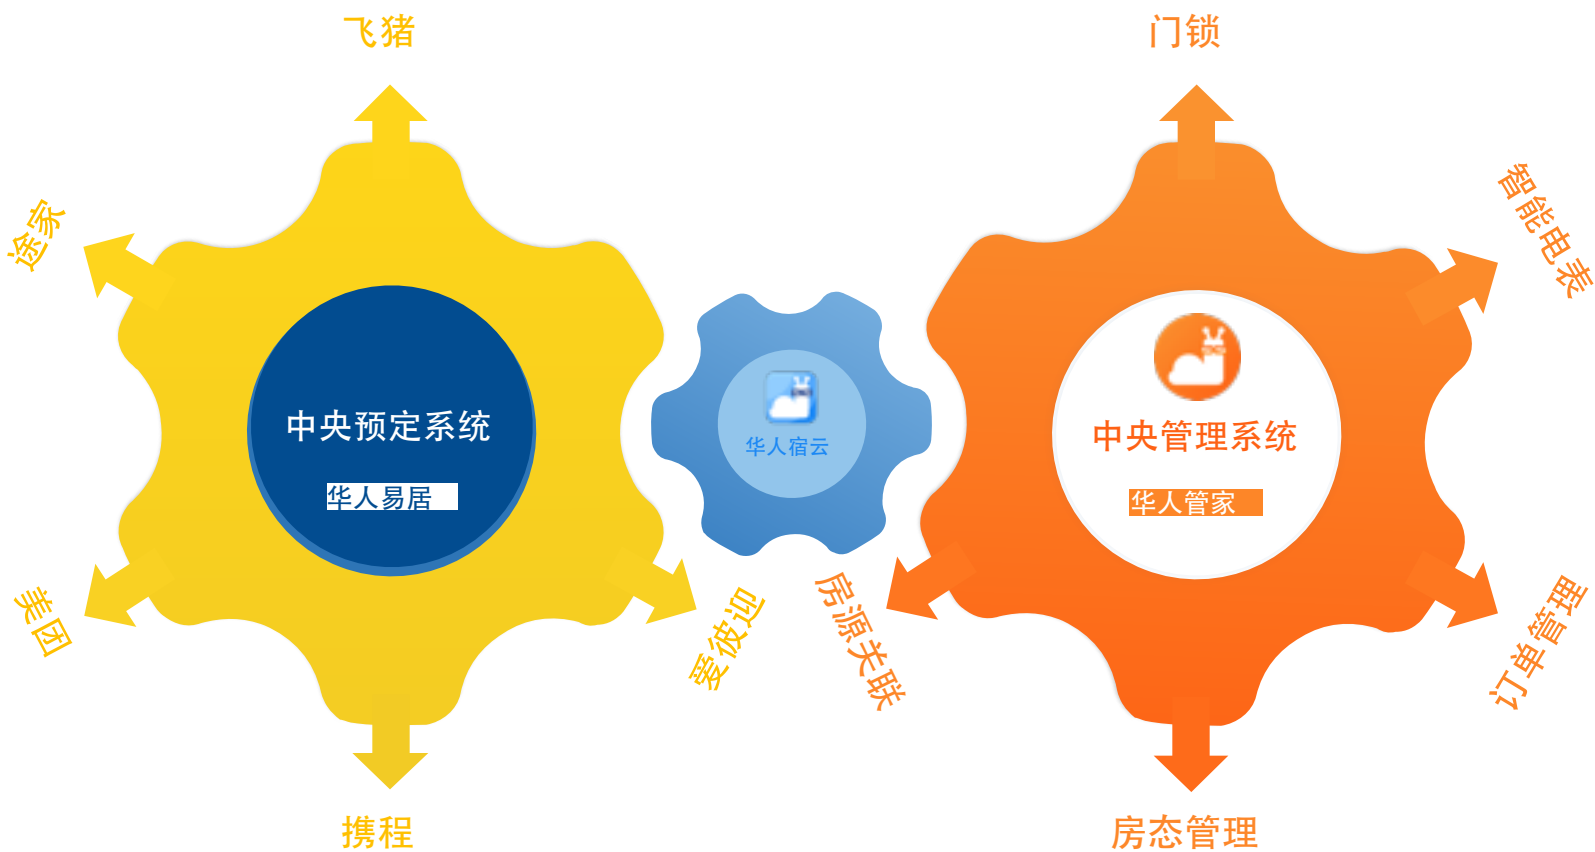 飞猪
门锁
途家
智能电表
中央预定系统
华人易居
华人宿云
中央管理系统
华人管家
美团
爱彼迎
房源关联
订单管理
携程
房态管理